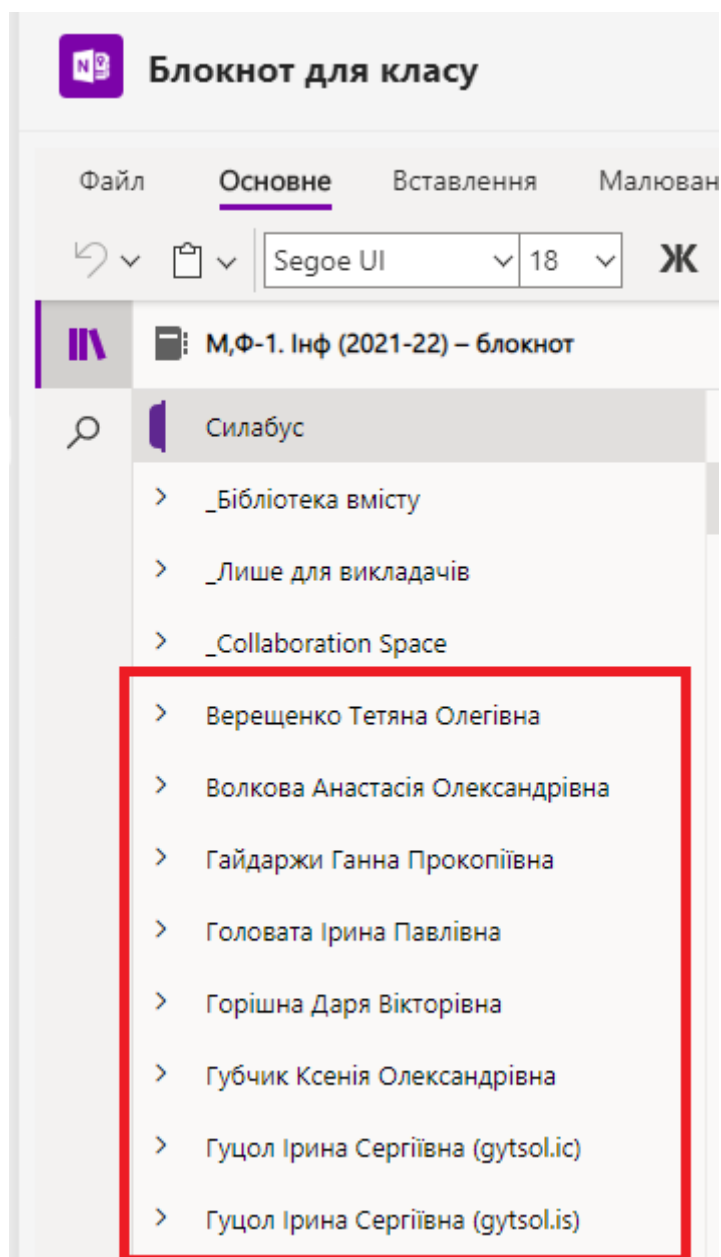 Блокнот для класу
Файл Основне Вставлення Малюван
Segoe UI 18 Ж
М,Ф-1. Інф (2021-22) – блокнот
Силабус
_Бібліотека вмісту
_Лише для викладачів
_Collaboration Space
Верещенко Тетяна Олегівна
Волкова Анастасія Олександрівна
Гайдаржи Ганна Прокопіївна
Головата Ірина Павлівна
Горішна Даря Вікторівна
Губчик Ксенія Олександрівна
Гуцол Ірина Сергіївна (gytsol.ic)
Гуцол Ірина Сергіївна (gytsol.is)